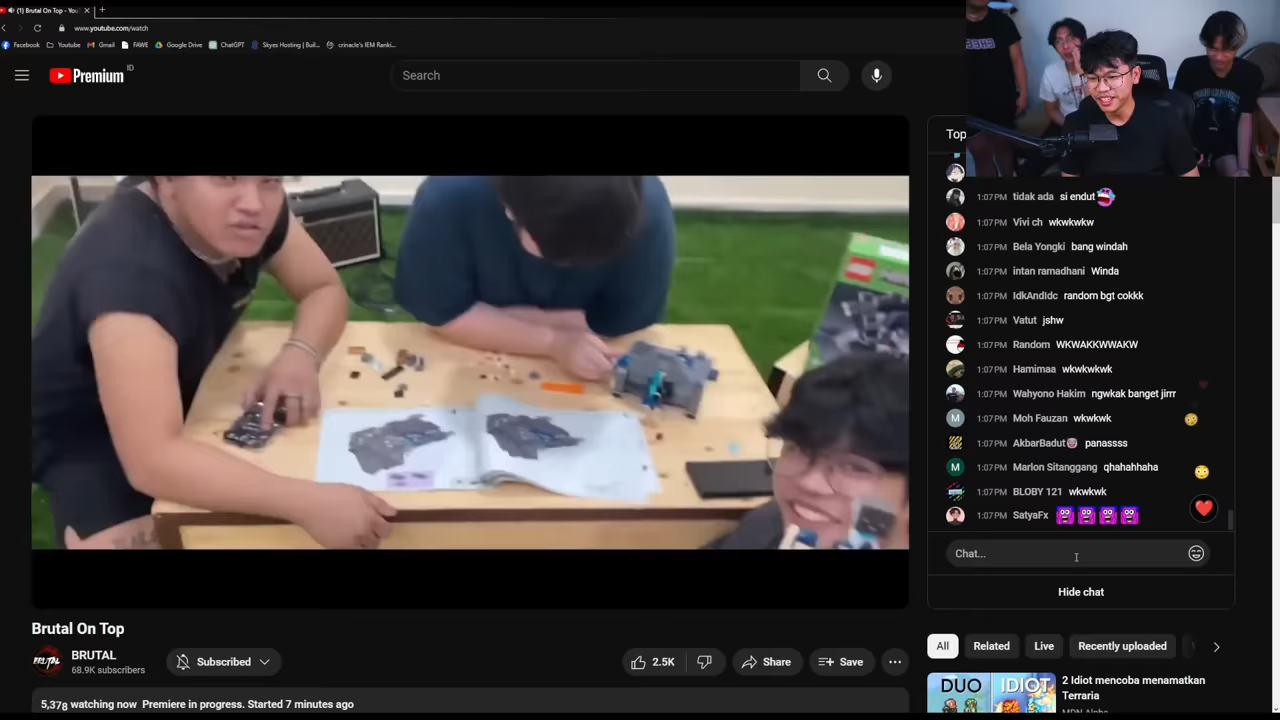 (1) Brutal On Top - You
www.youtube.com/watch
Facebook Youtube Gmail FAWE Google Drive ChatGPT Skyes Hosting | Buil... crinacle's IEM Ranki...
Premium ID
Search
Top
1:07 PM tidak ada si endut
1:07 PM Vivi ch wkwkwkw
1:07 PM Bela Yongki bang windah
1:07 PM intan ramadhani Winda
1:07 PM IdkAndIdc random bgt cokkk
1:07 PM Vatut jshw
1:07 PM Random WKWAKKWWAKW
1:07 PM Hamimaa wkwkwkwk
1:07 PM Wahyono Hakim ngwkak banget jirrr
M 1:07 PM Moh Fauzan wkwkwk
1:07 PM AkbarBadut panassss
M 1:07 PM Marlon Sitanggang qhahahhaha
1:07 PM BLOBY 121 wkwkwk
1:07 PM SatyaFx
Chat...
Hide chat
Brutal On Top
BRUTAL
BRUTAL
68.9K subscribers
Subscribed
2.5K
Share
Save
5,378 watching now Premiere in progress. Started 7 minutes ago
All Related Live Recently uploaded
DUO IDIOT
2 Idiot mencoba menamatkan
Terraria
MDN Alpha